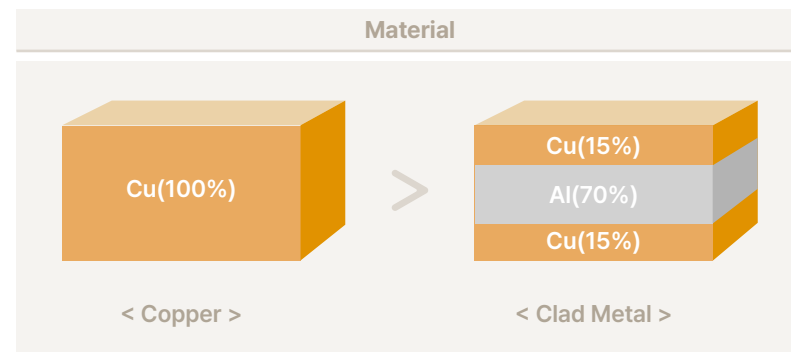 Material
Cu(100%)
>
Cu(15%)
Al(70%)
Cu(15%)
< Copper >
< Clad Metal >